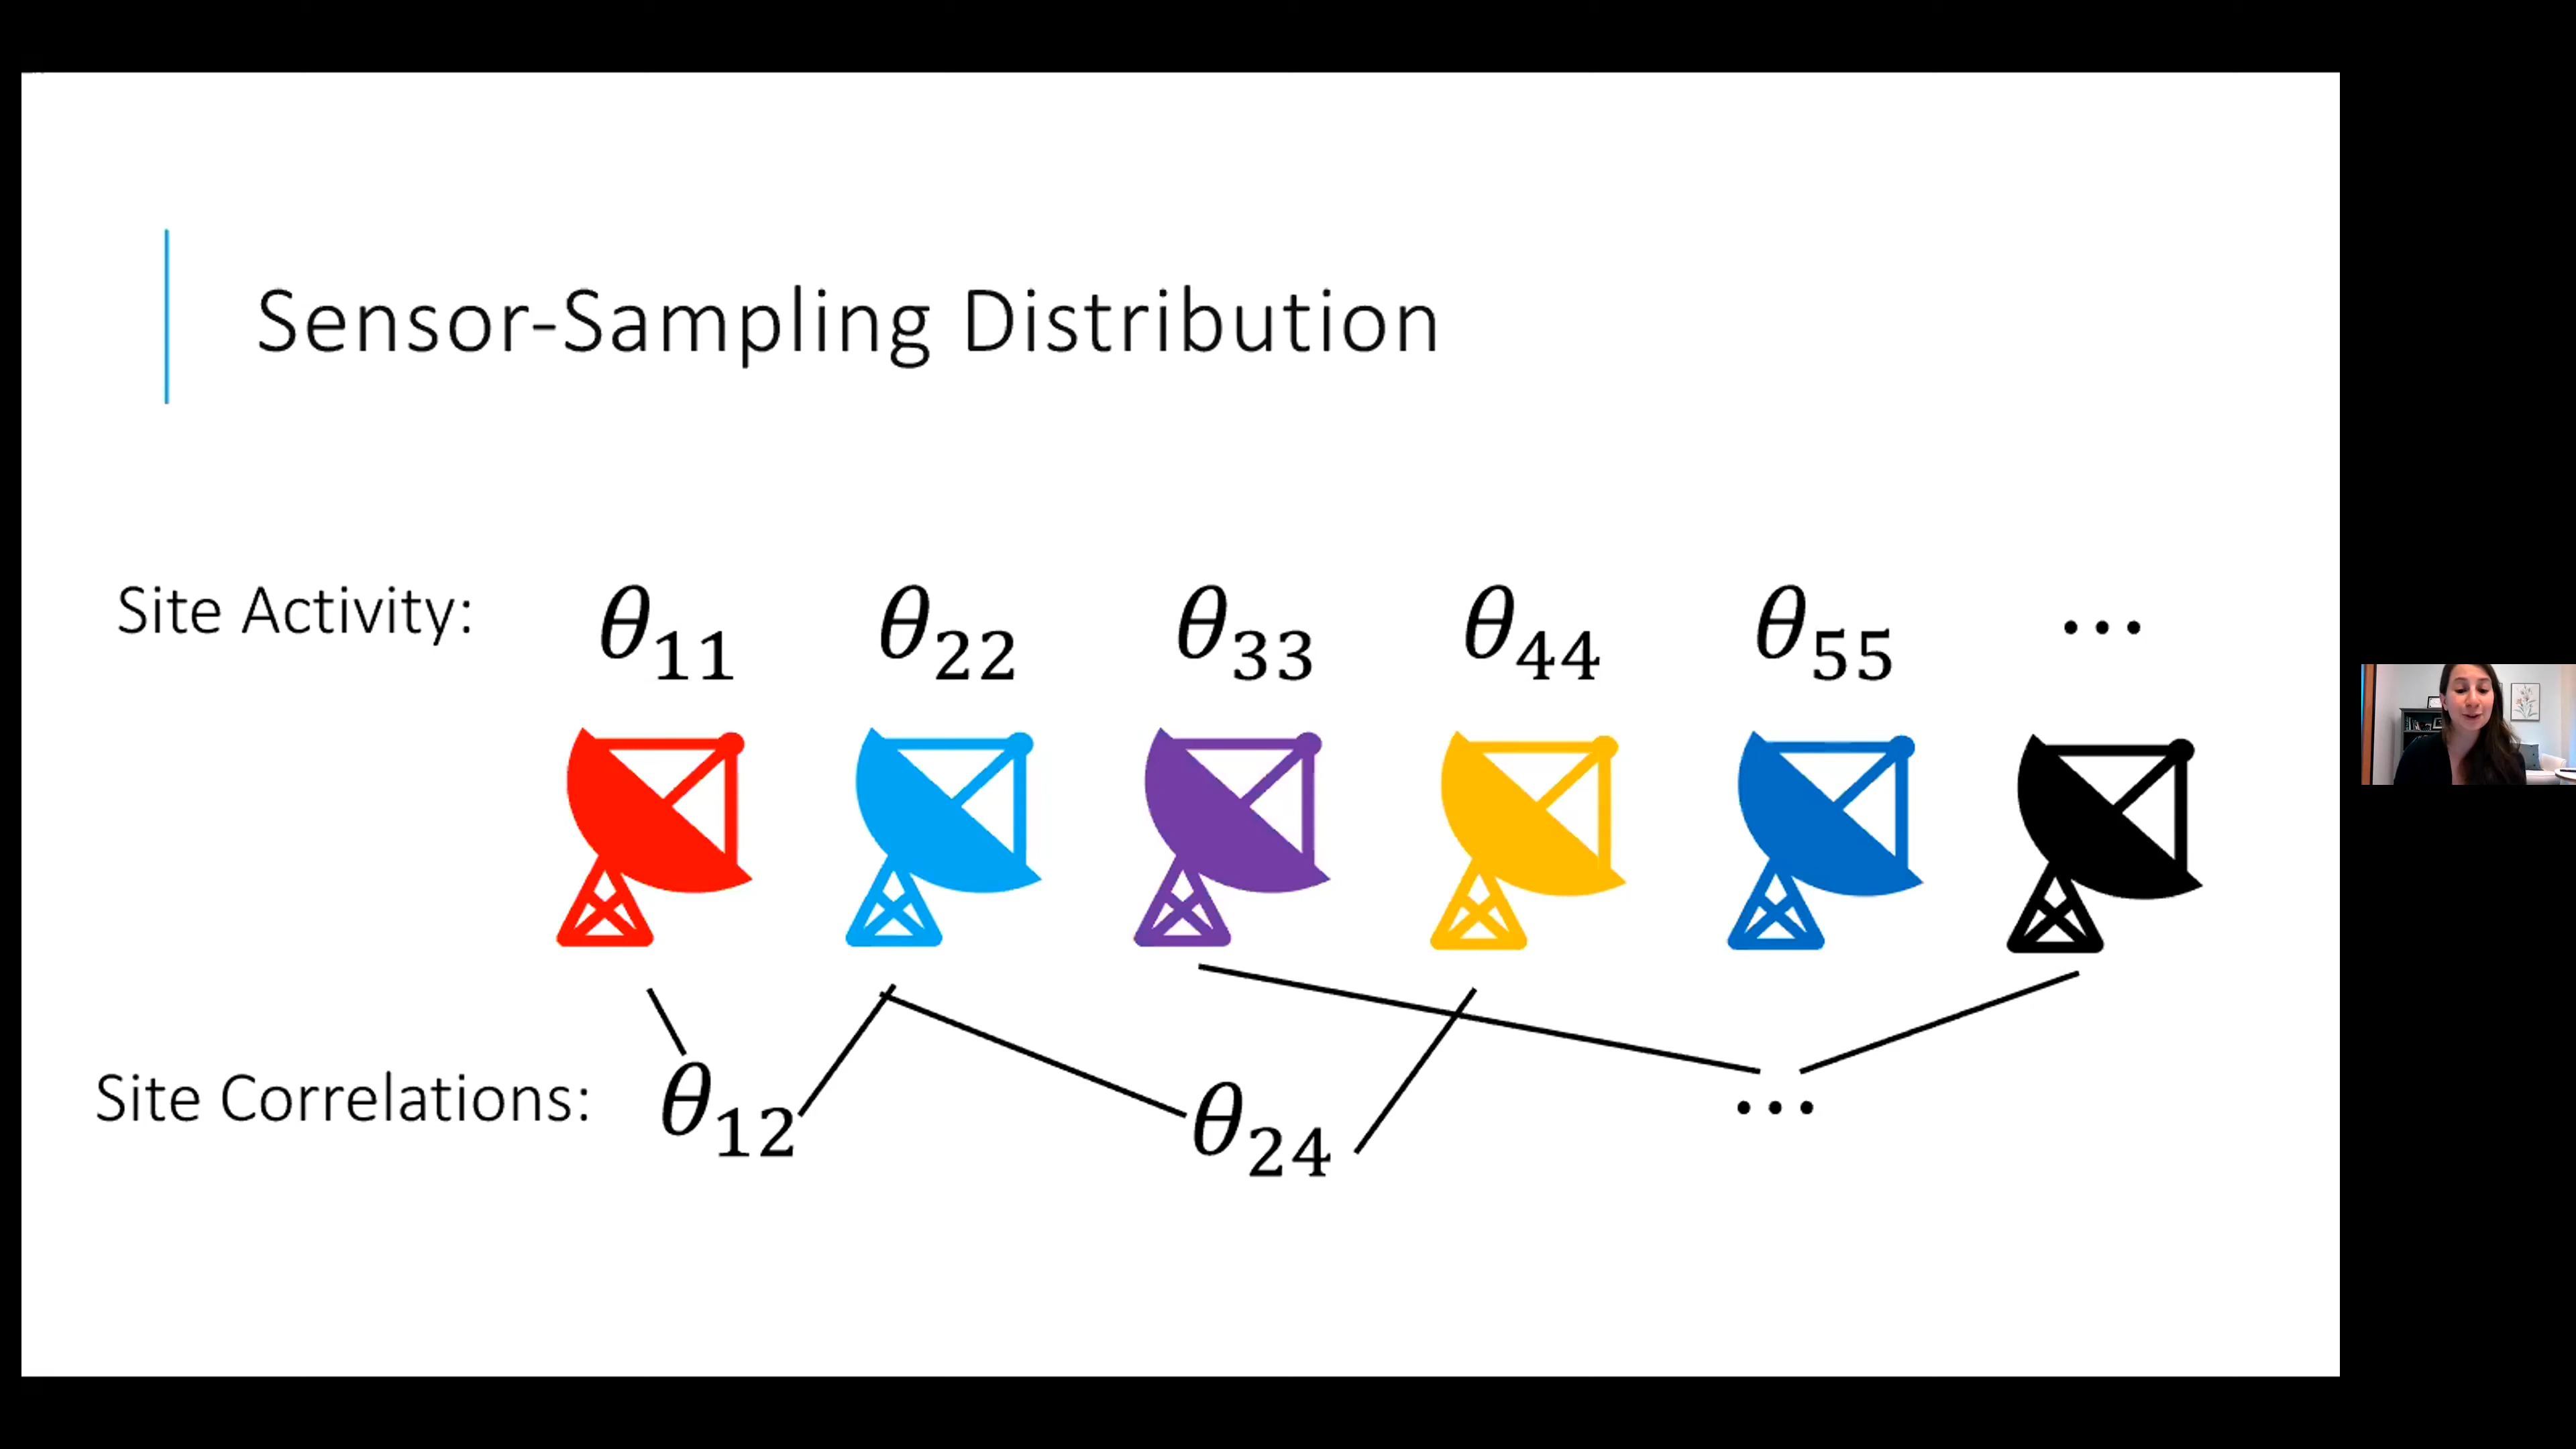 Sensor-Sampling Distribution
Site Activity: θ₁₁ θ₂₂ θ₃₃ θ₄₄ θ₅₅ ...
Site Correlations: θ₁₂ θ₂₄ ...